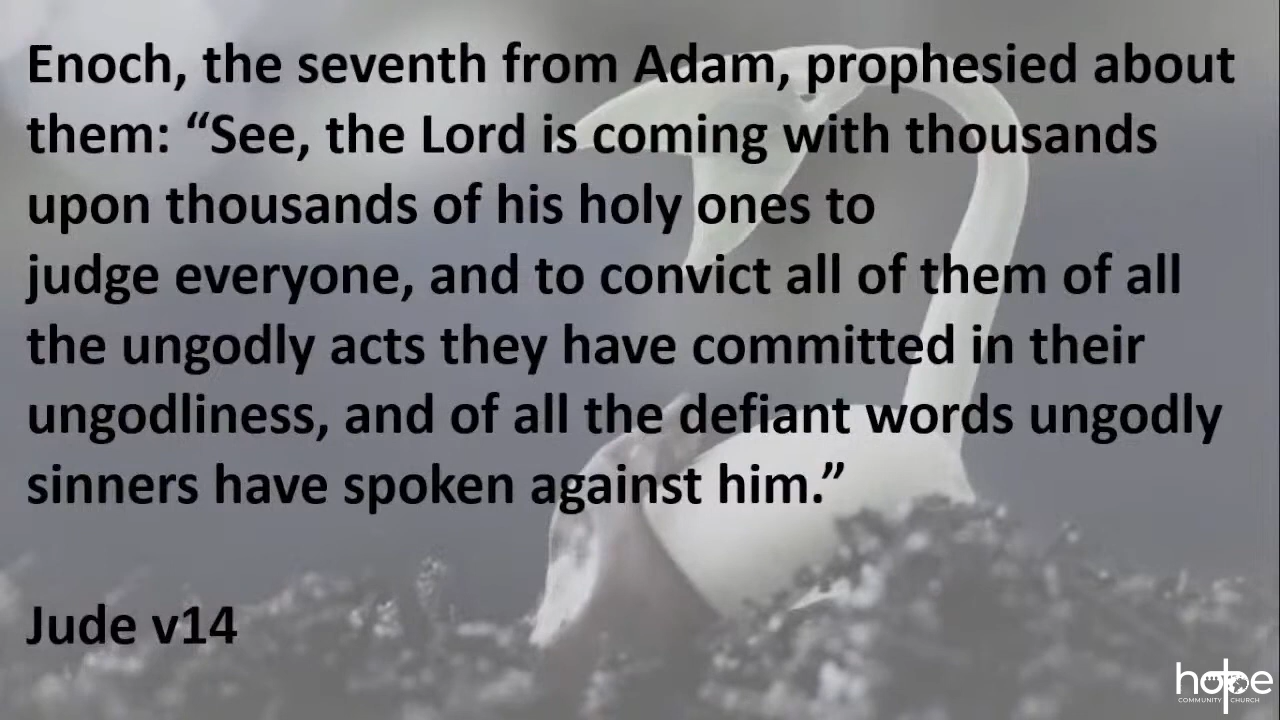 Enoch, the seventh from Adam, prophesied about
them: “See, the Lord is coming with thousands
upon thousands of his holy ones to
judge everyone, and to convict all of them of all
the ungodly acts they have committed in their
ungodliness, and of all the defiant words ungodly
sinners have spoken against him.”
Jude v14
hope
COMMUNITY CHURCH